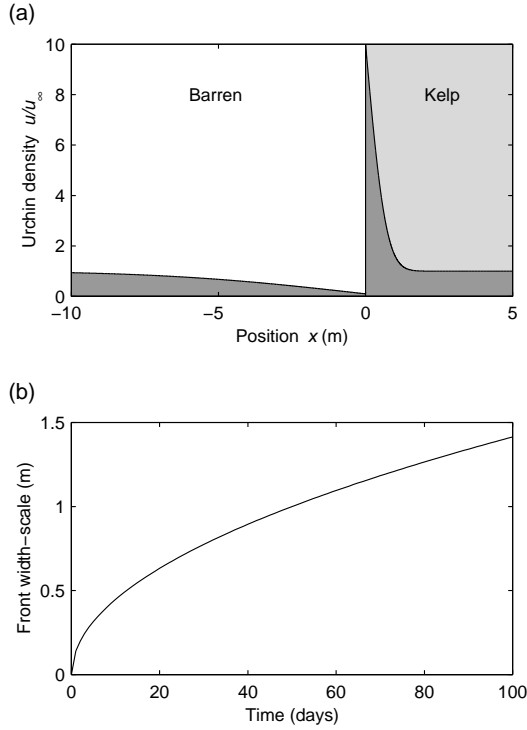 (a)
10
8
6
4
2
0
Urchin density u/u∞
Barren
Kelp
−10
−5
0
5
Position x (m)
(b)
1.5
1
0.5
0
Front width−scale (m)
0
20
40
60
80
100
Time (days)